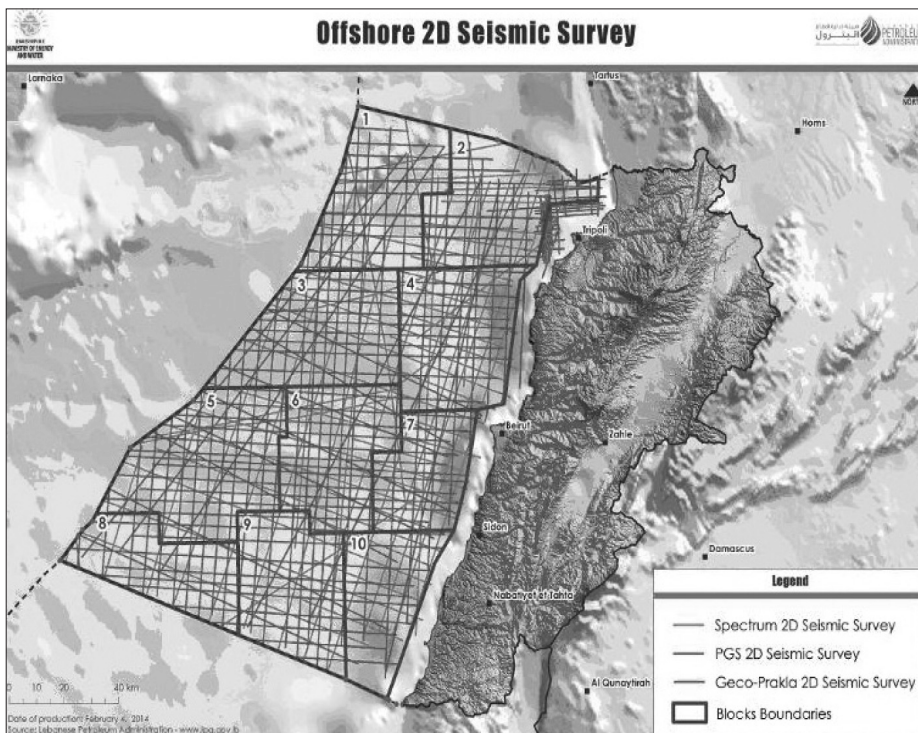 MINISTRY OF ENERGY
AND WATER
Offshore 2D Seismic Survey
البترول
PETROLEUM
ADMINISTRATION
Larnaka
Tartus
NORTH
Homs
1
2
Tripoli
3
4
5
6
7
Beirut
Zahle
8
9
10
Sidon
Damascus
Nabatiyet et Tahta
Al Qunaytirah
Legend
Spectrum 2D Seismic Survey
PGS 2D Seismic Survey
Geco-Prakla 2D Seismic Survey
Blocks Boundaries
0 10 20 40 km
Date of production: February 4, 2014
Source: Lebanese Petroleum Administration - www.lpa.gov.lb